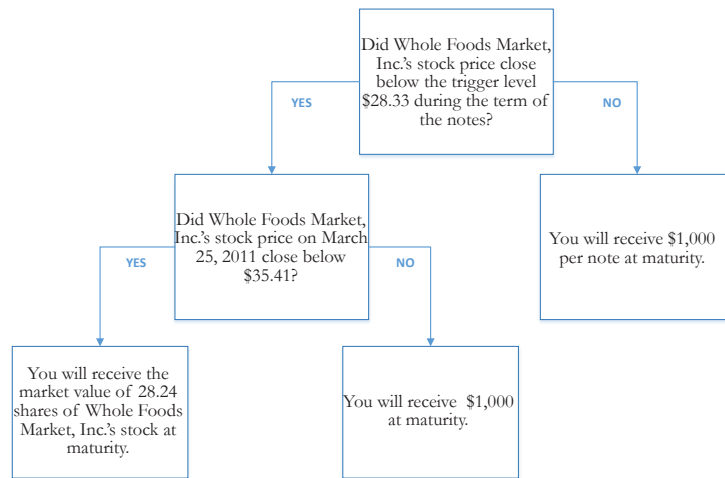 Did Whole Foods Market,
Inc.'s stock price close
below the trigger level
$28.33 during the term of
the notes?
YES
NO
Did Whole Foods Market,
Inc.'s stock price on March
25, 2011 close below
$35.41?
You will receive $1,000
per note at maturity.
YES
NO
You will receive the
market value of 28.24
shares of Whole Foods
Market, Inc.'s stock at
maturity.
You will receive  $1,000
at maturity.